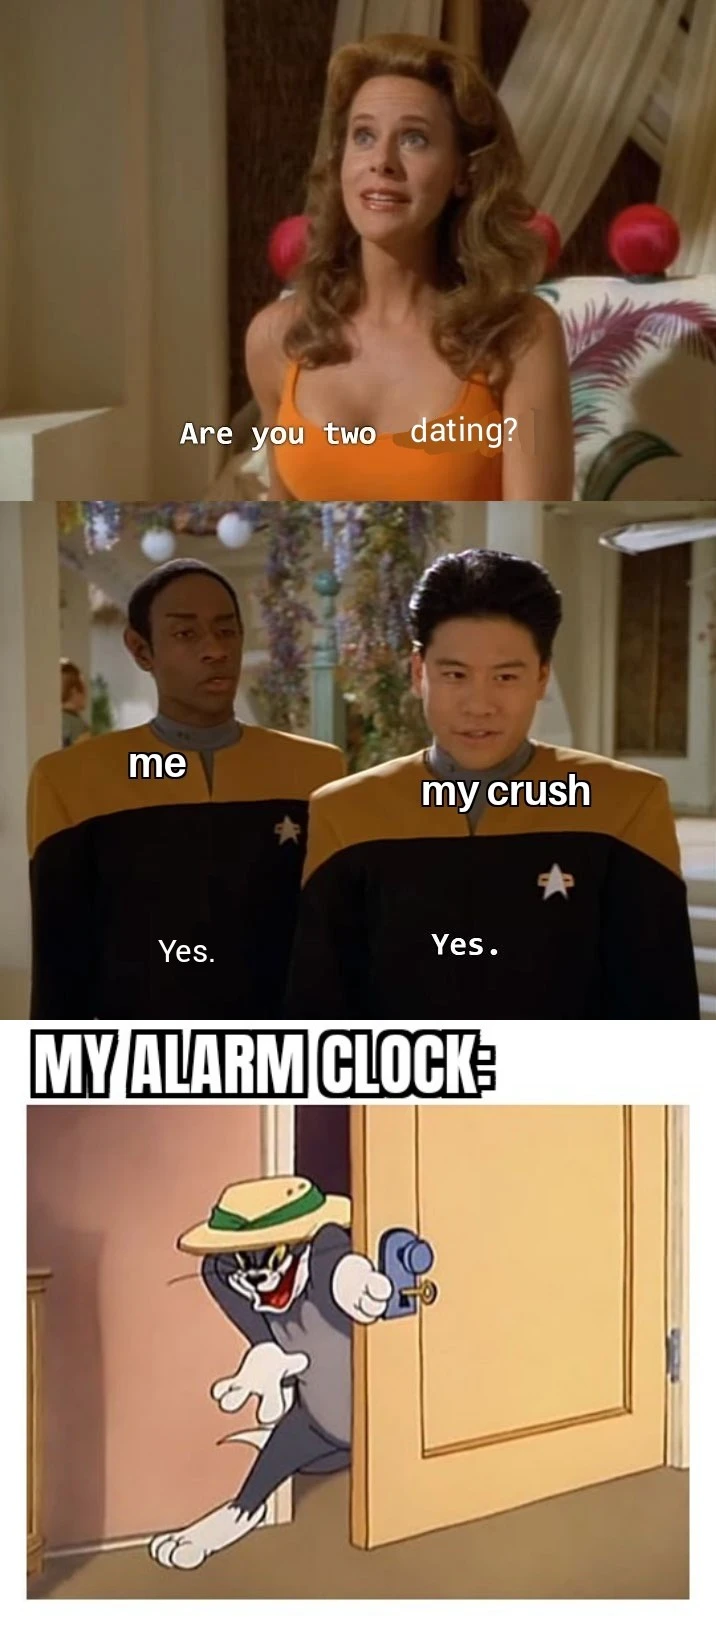 Are you two dating?
me
my crush
Yes.
Yes.
MY ALARM CLOCK: